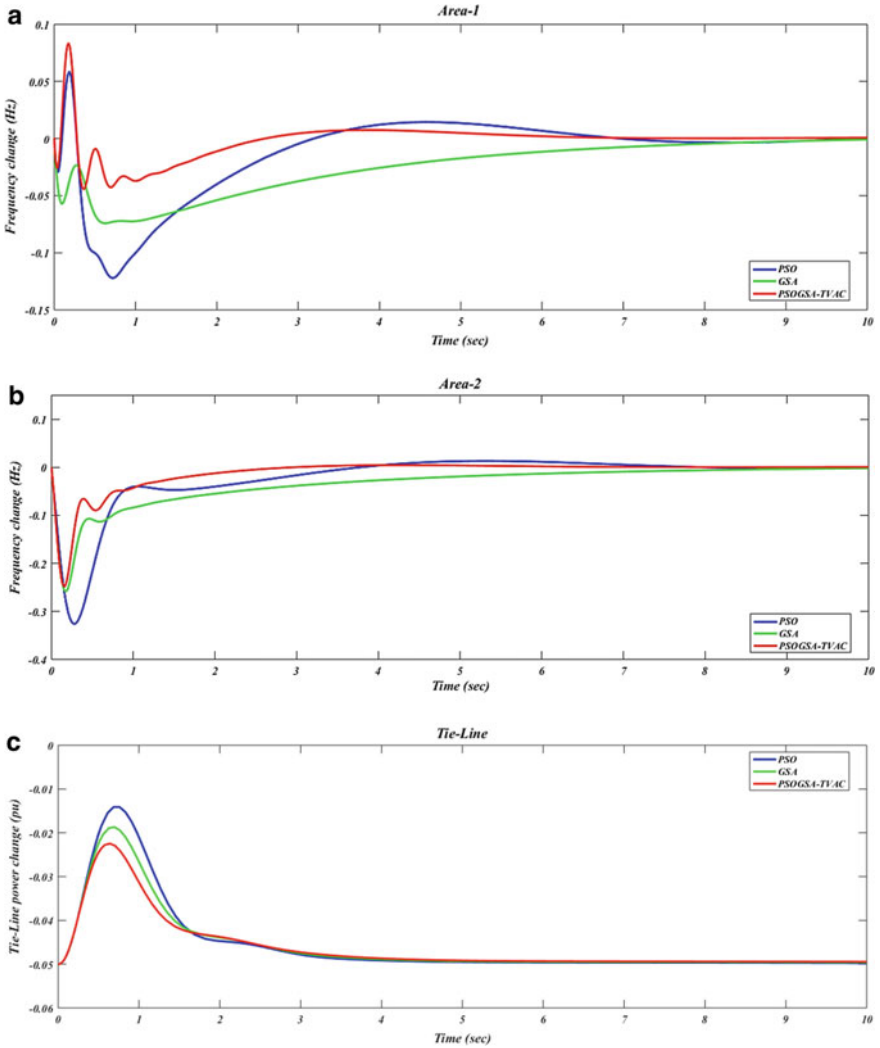 a
Area-1
Frequency change (Hz)
0.1
0.05
0
-0.05
-0.1
-0.15
0 1 2 3 4 5 6 7 8 9 10
Time (sec)
PSO
GSA
PSOGSA-TVAC
b
Area-2
Frequency change (Hz)
0.1
0
-0.1
-0.2
-0.3
-0.4
0 1 2 3 4 5 6 7 8 9 10
Time (sec)
PSO
GSA
PSOGSA-TVAC
c
Tie-Line
Tie-Line power change (pu)
0
-0.01
-0.02
-0.03
-0.04
-0.05
-0.06
0 1 2 3 4 5 6 7 8 9 10
Time (sec)
PSO
GSA
PSOGSA-TVAC